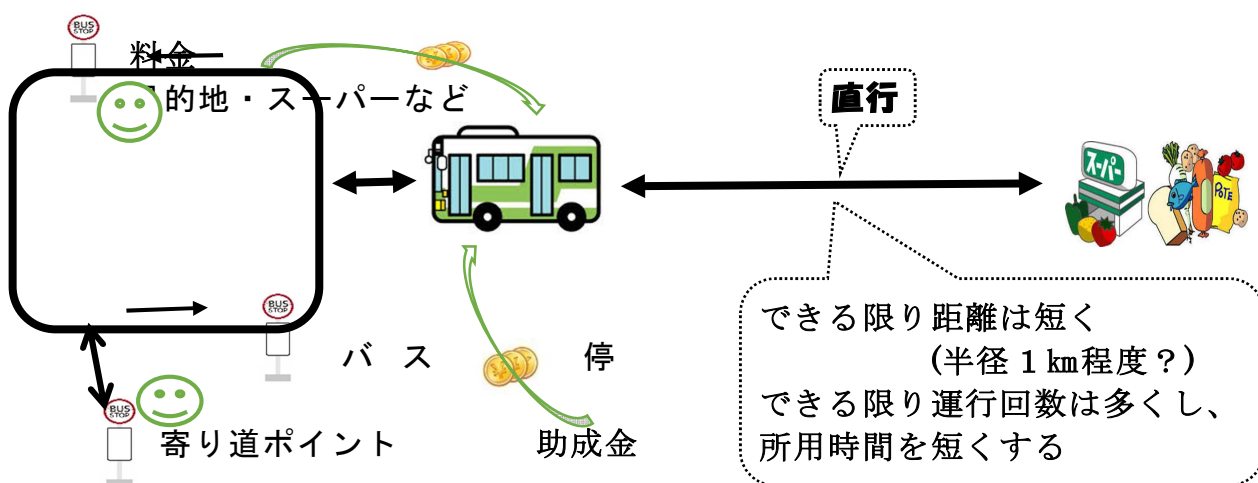 BUS
STOP
料金
目的地・スーパーなど
直行
スーパー
POTE
できる限り距離は短く
(半径1㎞程度？)
できる限り運行回数は多くし、
所用時間を短くする
BUS
STOP
バス停
BUS
STOP
寄り道ポイント
助成金